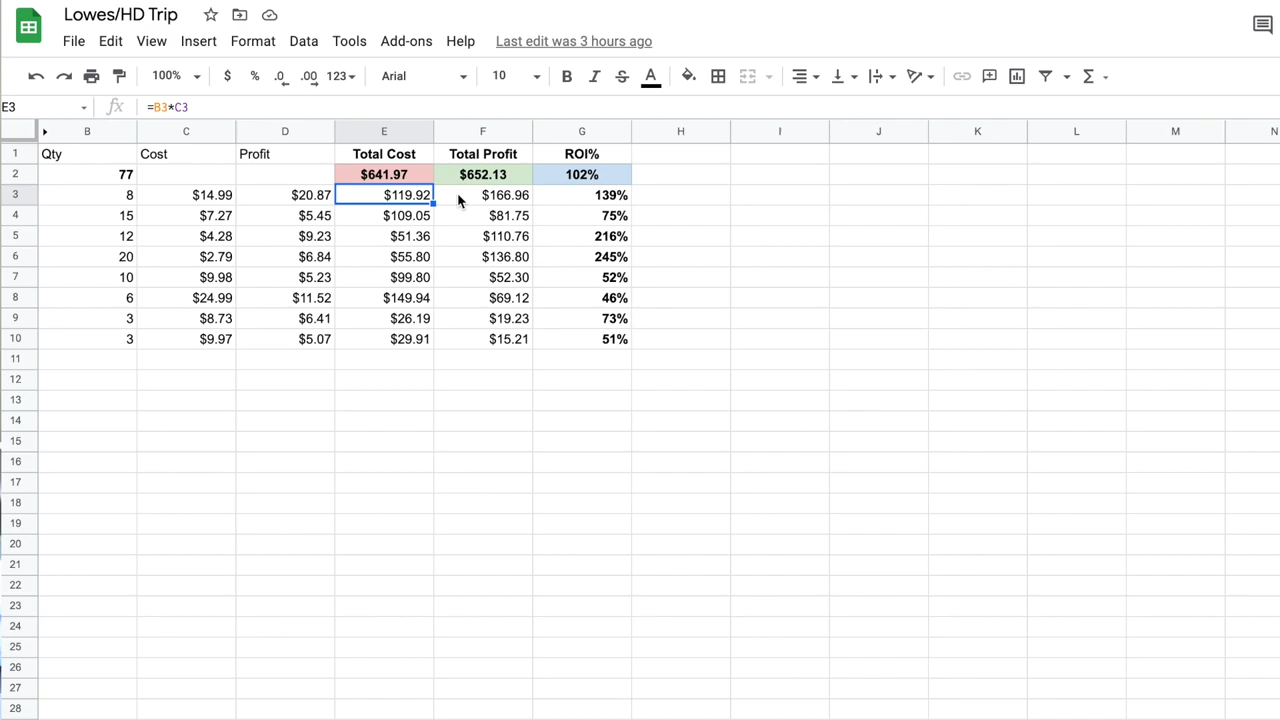 Lowes/HD Trip
File Edit View Insert Format Data Tools Add-ons Help Last edit was 3 hours ago
100% $ % .0 .00 123 Arial 10 B I S A Σ
E3 fx =B3*C3
B C D E F G H I J K L M N
1 Qty Cost Profit Total Cost Total Profit ROI%
2 77 $641.97 $652.13 102%
3 8 $14.99 $20.87 $119.92 $166.96 139%
4 15 $7.27 $5.45 $109.05 $81.75 75%
5 12 $4.28 $9.23 $51.36 $110.76 216%
6 20 $2.79 $6.84 $55.80 $136.80 245%
7 10 $9.98 $5.23 $99.80 $52.30 52%
8 6 $24.99 $11.52 $149.94 $69.12 46%
9 3 $8.73 $6.41 $26.19 $19.23 73%
10 3 $9.97 $5.07 $29.91 $15.21 51%
11
12
13
14
15
16
17
18
19
20
21
22
23
24
25
26
27
28